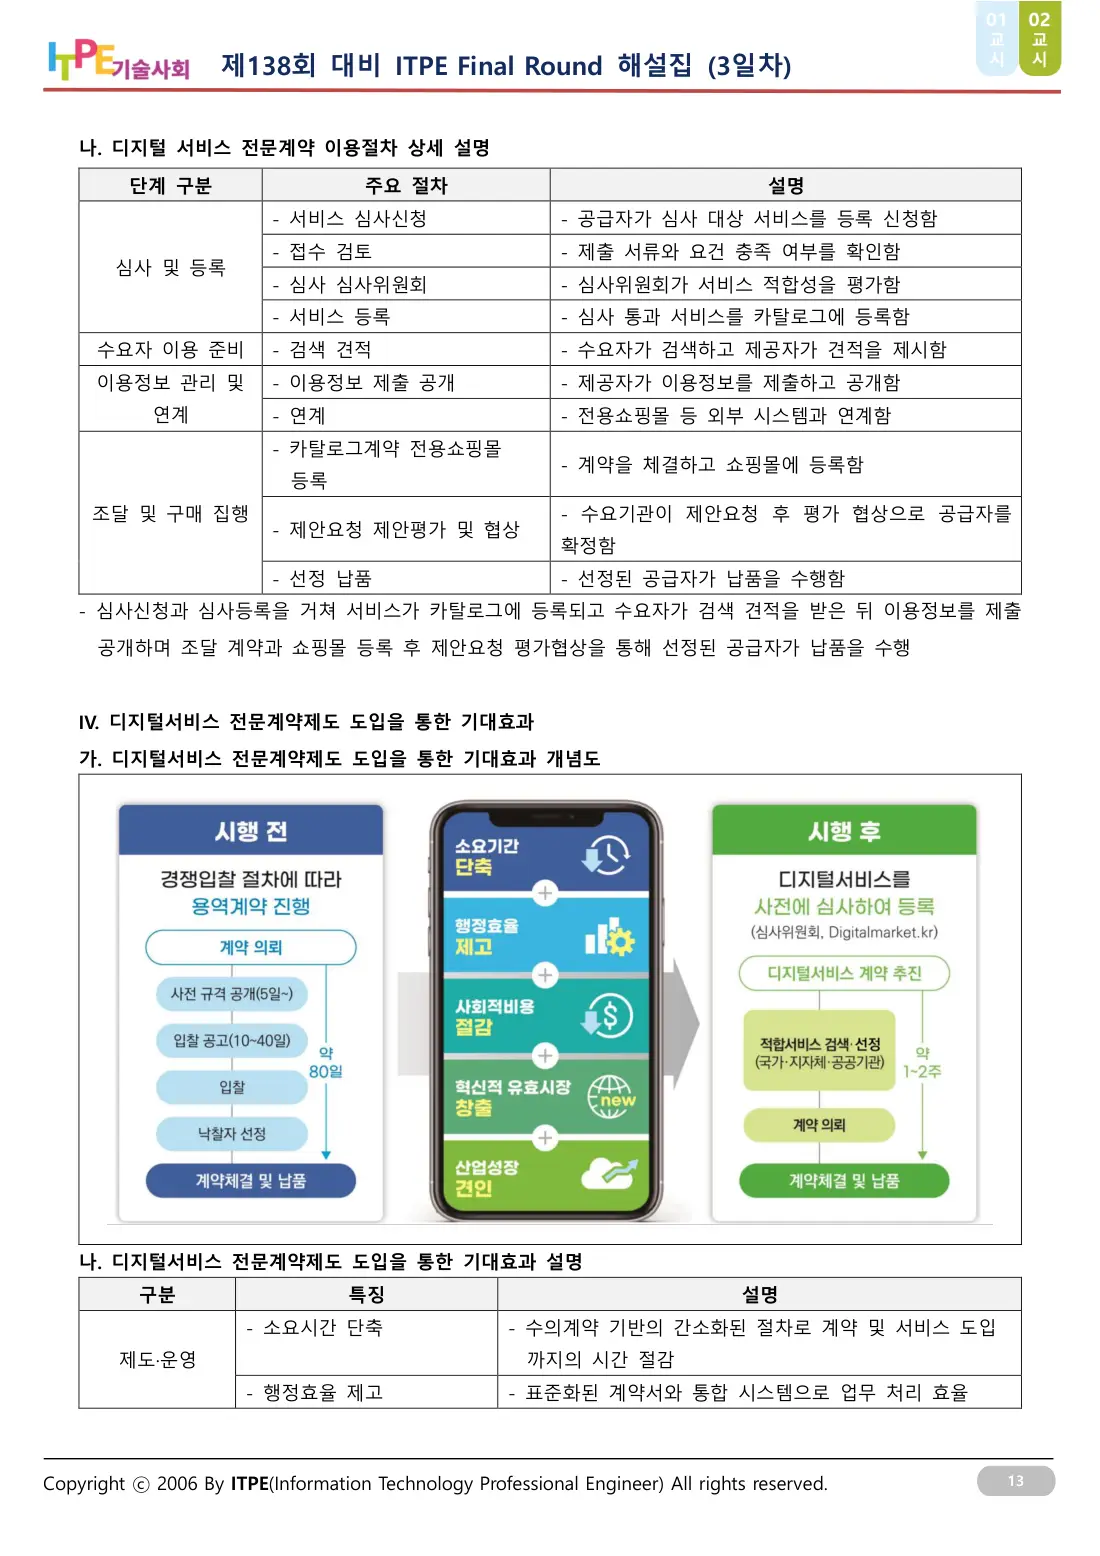 ITPE기술사회 제138회 대비 ITPE Final Round 해설집 (3일차)
01 교 시
02 교 시
나. 디지털 서비스 전문계약 이용절차 상세 설명
단계 구분 주요 절차 설명
심사 및 등록
- 서비스 심사신청 - 공급자가 심사 대상 서비스를 등록 신청함
- 접수 검토 - 제출 서류와 요건 충족 여부를 확인함
- 심사 심사위원회 - 심사위원회가 서비스 적합성을 평가함
- 서비스 등록 - 심사 통과 서비스를 카탈로그에 등록함
수요자 이용 준비 - 검색 견적 - 수요자가 검색하고 제공자가 견적을 제시함
이용정보 관리 및
연계
- 이용정보 제출 공개 - 제공자가 이용정보를 제출하고 공개함
- 연계 - 전용쇼핑몰 등 외부 시스템과 연계함
조달 및 구매 집행
- 카탈로그계약 전용쇼핑몰
등록
- 계약을 체결하고 쇼핑몰에 등록함
- 제안요청 제안평가 및 협상
- 수요기관이 제안요청 후 평가 협상으로 공급자를
확정함
- 선정 납품 - 선정된 공급자가 납품을 수행함
- 심사신청과 심사등록을 거쳐 서비스가 카탈로그에 등록되고 수요자가 검색 견적을 받은 뒤 이용정보를 제출
공개하며 조달 계약과 쇼핑몰 등록 후 제안요청 평가협상을 통해 선정된 공급자가 납품을 수행
IV. 디지털서비스 전문계약제도 도입을 통한 기대효과
가. 디지털서비스 전문계약제도 도입을 통한 기대효과 개념도
시행 전
경쟁입찰 절차에 따라
용역계약 진행
계약 의뢰
사전 규격 공개(5일~)
입찰 공고(10~40일)
입찰
낙찰자 선정
약
80일
계약체결 및 납품
소요기간
단축
+
행정효율
제고
+
사회적비용
절감
$
+
혁신적 유효시장
창출
new
+
산업성장
견인
시행 후
디지털서비스를
사전에 심사하여 등록
(심사위원회, Digitalmarket.kr)
디지털서비스 계약 추진
적합서비스 검색·선정
(국가·지자체·공공기관)
약
1~2주
계약 의뢰
계약체결 및 납품
나. 디지털서비스 전문계약제도 도입을 통한 기대효과 설명
구분 특징 설명
제도·운영
- 소요시간 단축 - 수의계약 기반의 간소화된 절차로 계약 및 서비스 도입
까지의 시간 절감
- 행정효율 제고 - 표준화된 계약서와 통합 시스템으로 업무 처리 효율
Copyright ⓒ 2006 By ITPE(Information Technology Professional Engineer) All rights reserved.
13